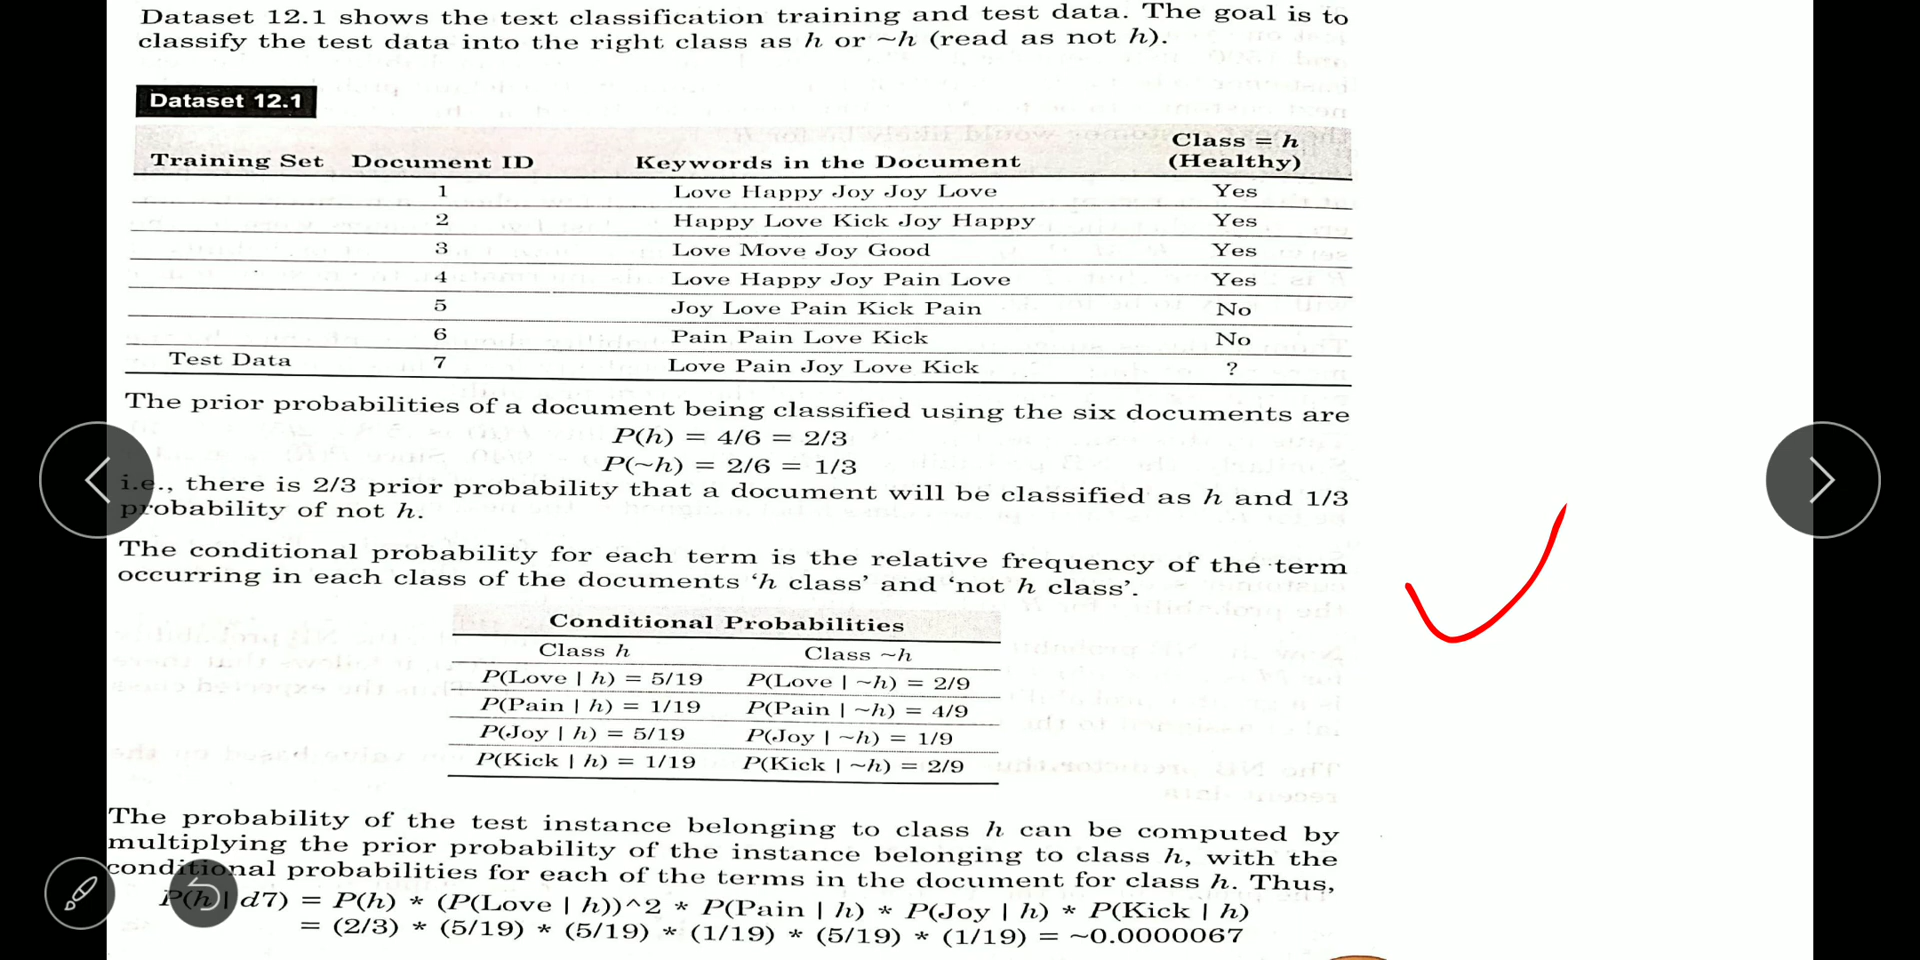 Dataset 12.1 shows the text classification training and test data. The goal is to
classify the test data into the right class as h or ~h (read as not h).
Dataset 12.1
Training Set Document ID Keywords in the Document Class = h (Healthy)
1 Love Happy Joy Joy Love Yes
2 Happy Love Kick Joy Happy Yes
3 Love Move Joy Good Yes
4 Love Happy Joy Pain Love Yes
5 Joy Love Pain Kick Pain No
6 Pain Pain Love Kick No
Test Data 7 Love Pain Joy Love Kick ?
The prior probabilities of a document being classified using the six documents are
P(h) = 4/6 = 2/3
P(~h) = 2/6 = 1/3
i.e., there is 2/3 prior probability that a document will be classified as h and 1/3
probability of not h.
The conditional probability for each term is the relative frequency of the term
occurring in each class of the documents ‘h class’ and ‘not h class’.
Conditional Probabilities
Class h Class ~h
P(Love | h) = 5/19 P(Love | ~h) = 2/9
P(Pain | h) = 1/19 P(Pain | ~h) = 4/9
P(Joy | h) = 5/19 P(Joy | ~h) = 1/9
P(Kick | h) = 1/19 P(Kick | ~h) = 2/9
The probability of the test instance belonging to class h can be computed by
multiplying the prior probability of the instance belonging to class h, with the
conditional probabilities for each of the terms in the document for class h. Thus,
P(h | d7) = P(h) * (P(Love | h))^2 * P(Pain | h) * P(Joy | h) * P(Kick | h)
= (2/3) * (5/19) * (5/19) * (1/19) * (5/19) * (1/19) = ~0.0000067